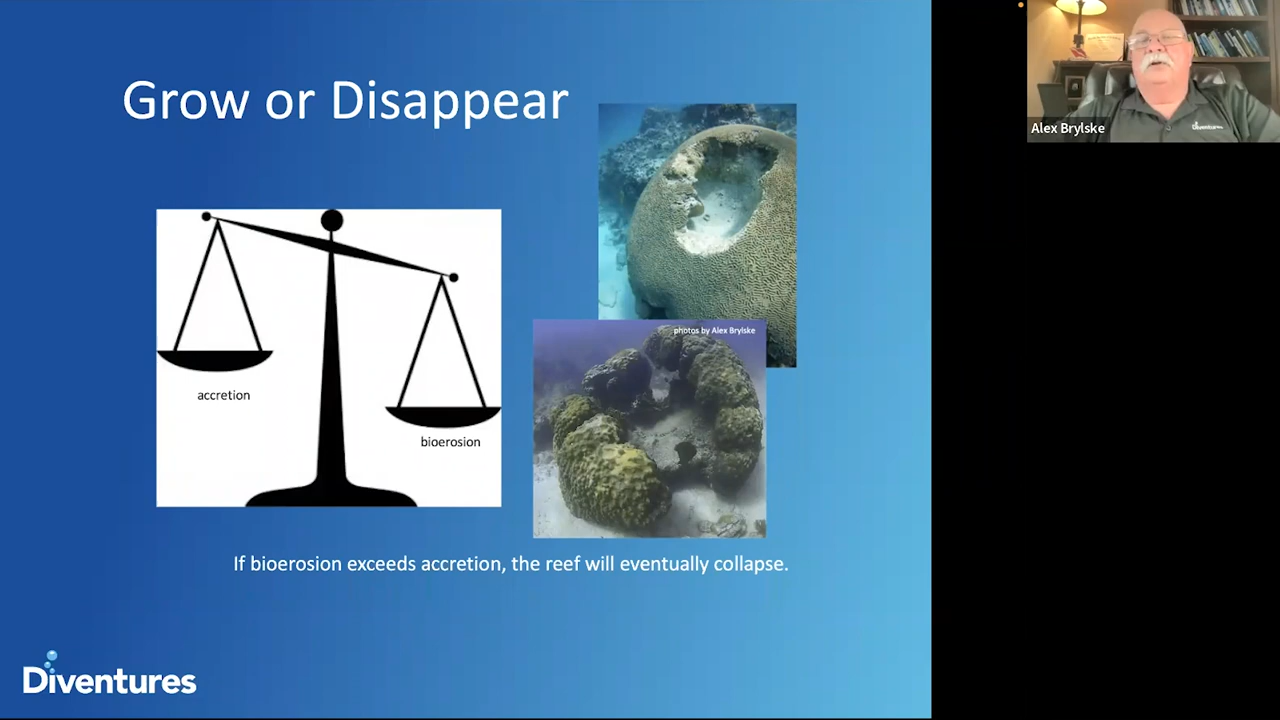 Grow or Disappear
photos by Alex Brylske
accretion
bioerosion
If bioerosion exceeds accretion, the reef will eventually collapse.
Diventures
Alex Brylske
Diventures